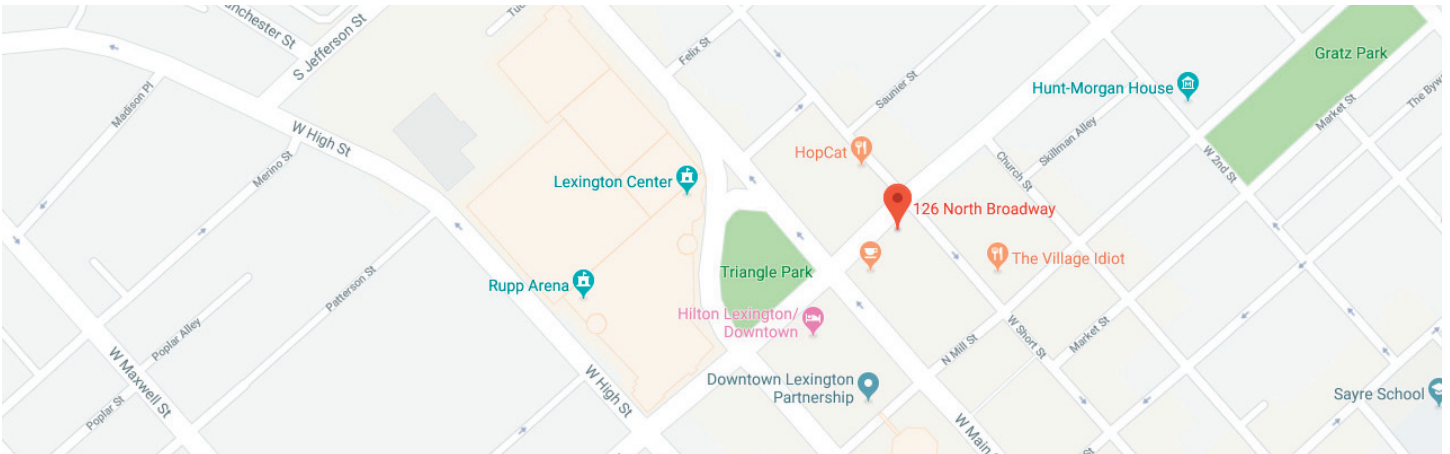 Manchester St
S Jefferson St
Tuc
Felix St
Gratz Park
Hunt-Morgan House
Saunier St
Market St
The Byw
Madison Pl
W High St
Merino St
HopCat
Skillman Alley
Church St
W 2nd St
Lexington Center
126 North Broadway
The Village Idiot
Triangle Park
Rupp Arena
Patterson St
Hilton Lexington/
Downtown
Poplar Alley
N Mill St
W Short St
Market St
W Maxwell St
W High St
Downtown Lexington
Partnership
Sayre School
Poplar St
W Main